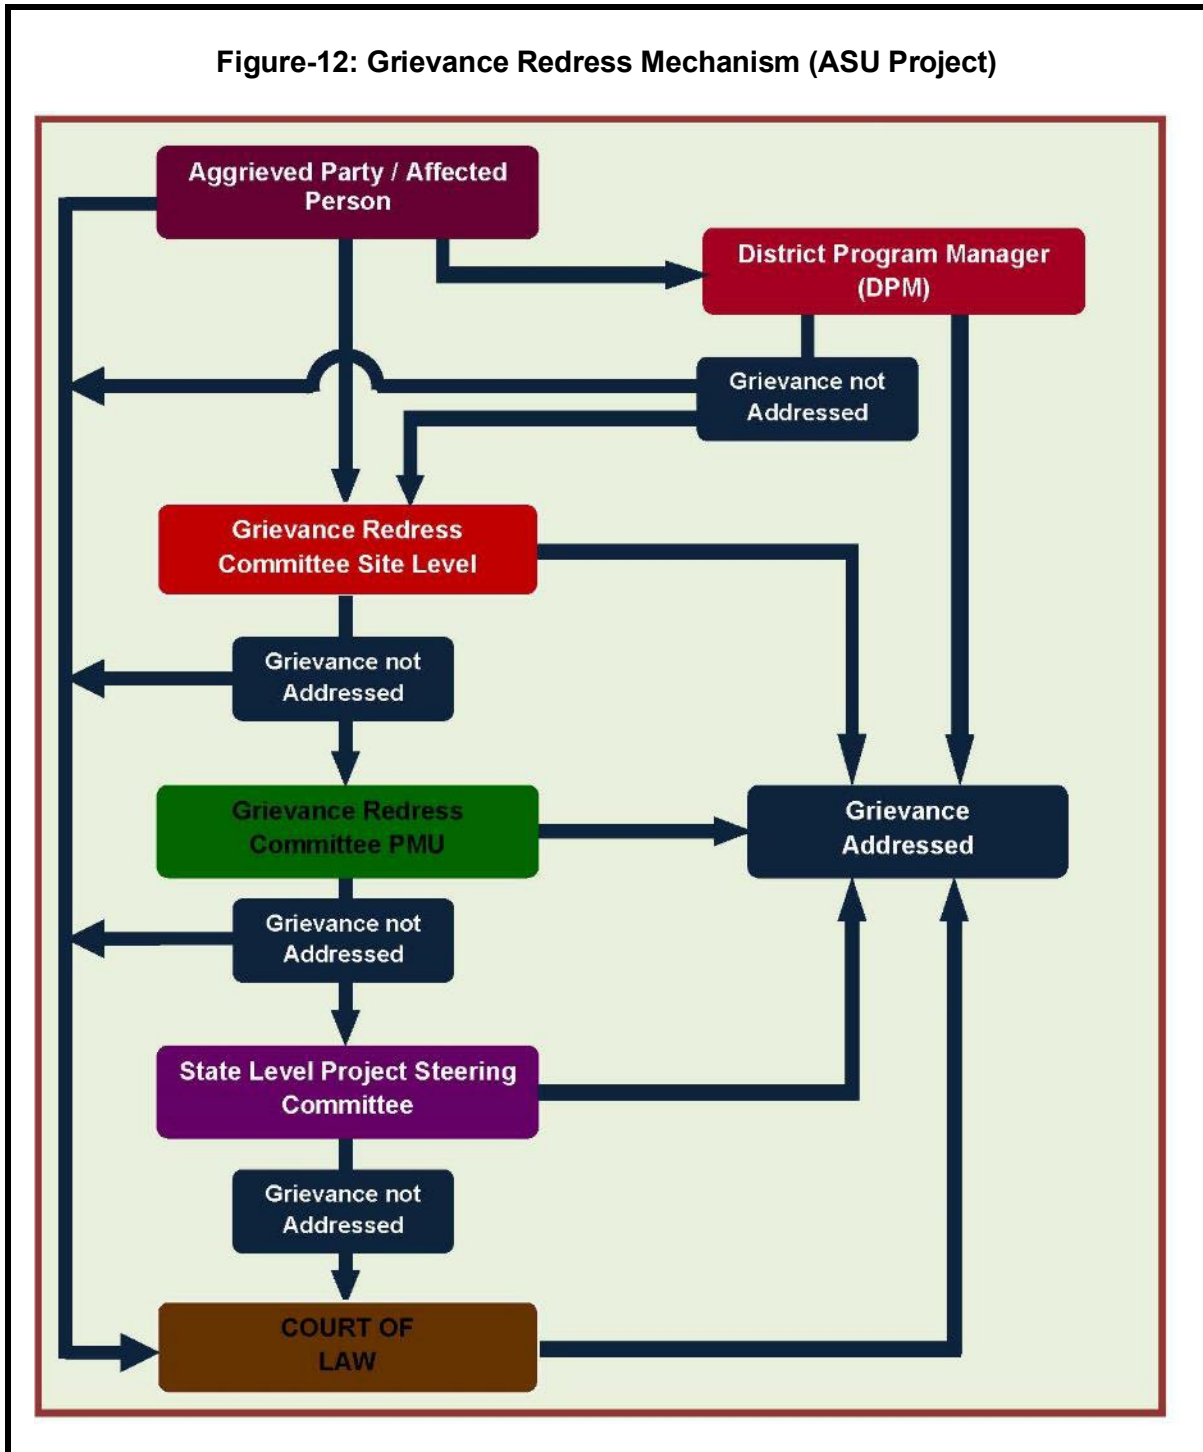 Figure-12: Grievance Redress Mechanism (ASU Project)
Aggrieved Party / Affected
Person
District Program Manager
(DPM)
Grievance not
Addressed
Grievance Redress
Committee Site Level
Grievance not
Addressed
Grievance Redress
Committee PMU
Grievance
Addressed
Grievance not
Addressed
State Level Project Steering
Committee
Grievance not
Addressed
COURT OF
LAW